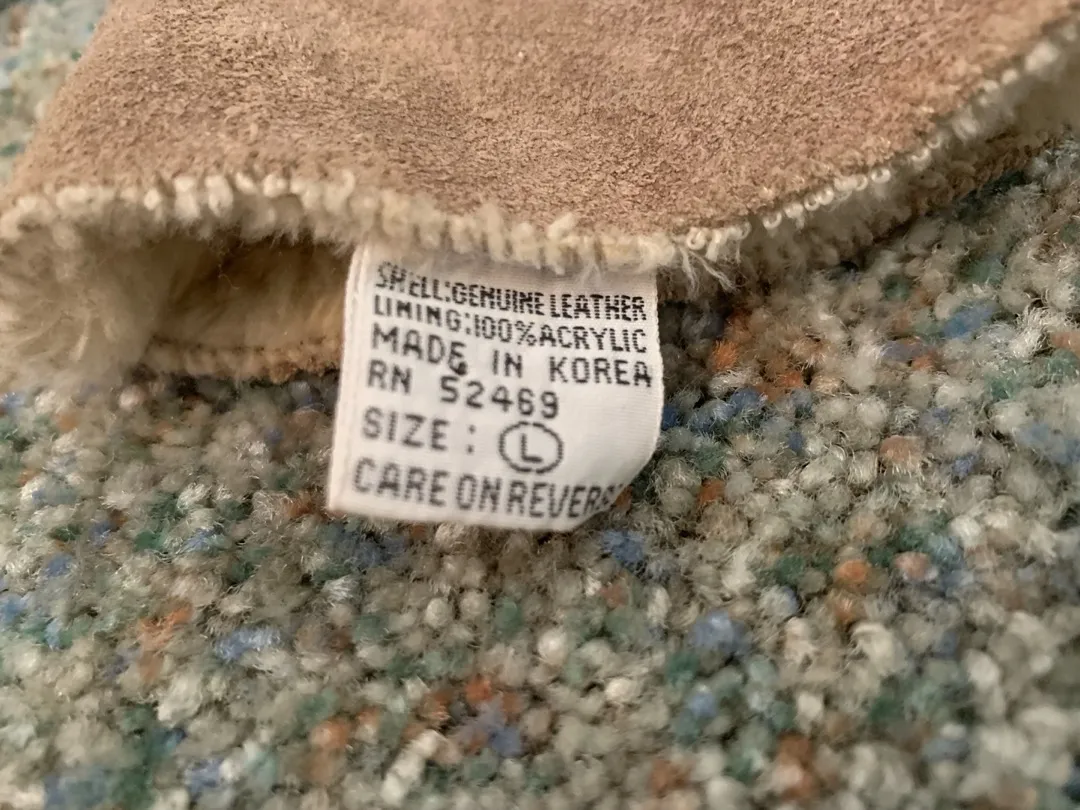 SHELL:GENUINE LEATHER
LINING:100%ACRYLIC
MADE IN KOREA
RN 52469
SIZE : L
CARE ON REVERS